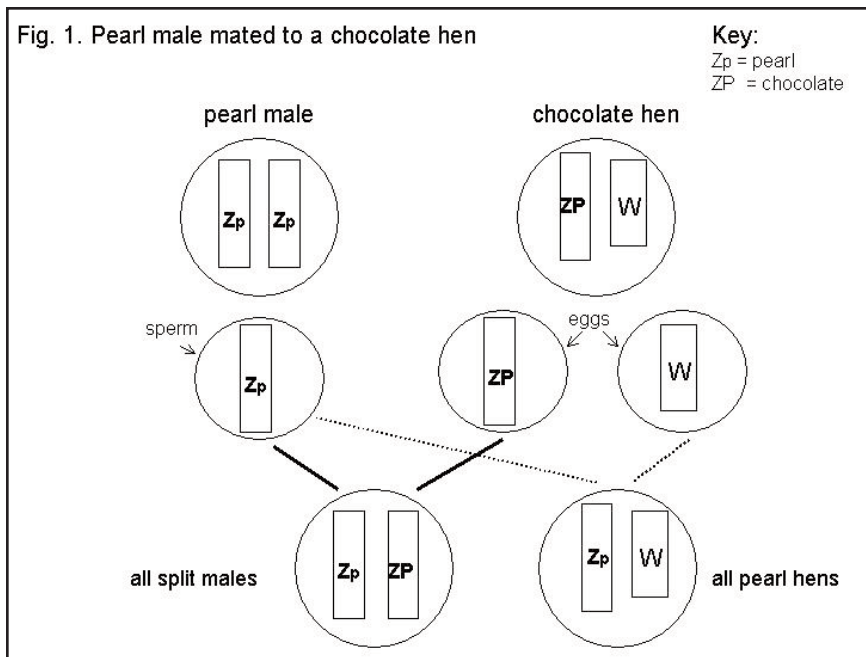 Fig. 1. Pearl male mated to a chocolate hen
Key:
Zp = pearl
ZP = chocolate
pearl male
chocolate hen
Zp
Zp
ZP
W
sperm
eggs
Zp
ZP
W
all split males
Zp
ZP
Zp
W
all pearl hens